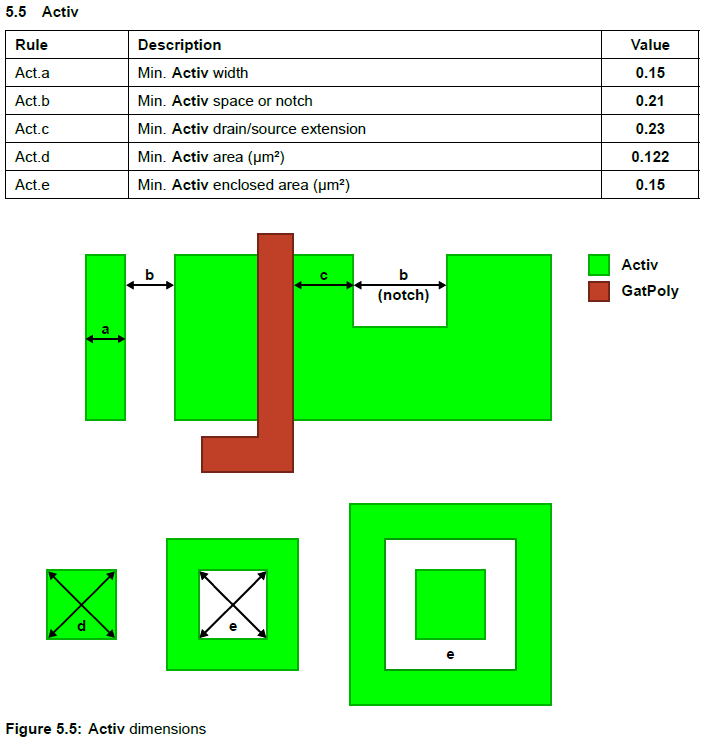 5.5 Activ
Rule Description Value
Act.a Min. Activ width 0.15
Act.b Min. Activ space or notch 0.21
Act.c Min. Activ drain/source extension 0.23
Act.d Min. Activ area (µm²) 0.122
Act.e Min. Activ enclosed area (µm²) 0.15
b c b
(notch)
a
Activ
GatPoly
d e e
Figure 5.5: Activ dimensions